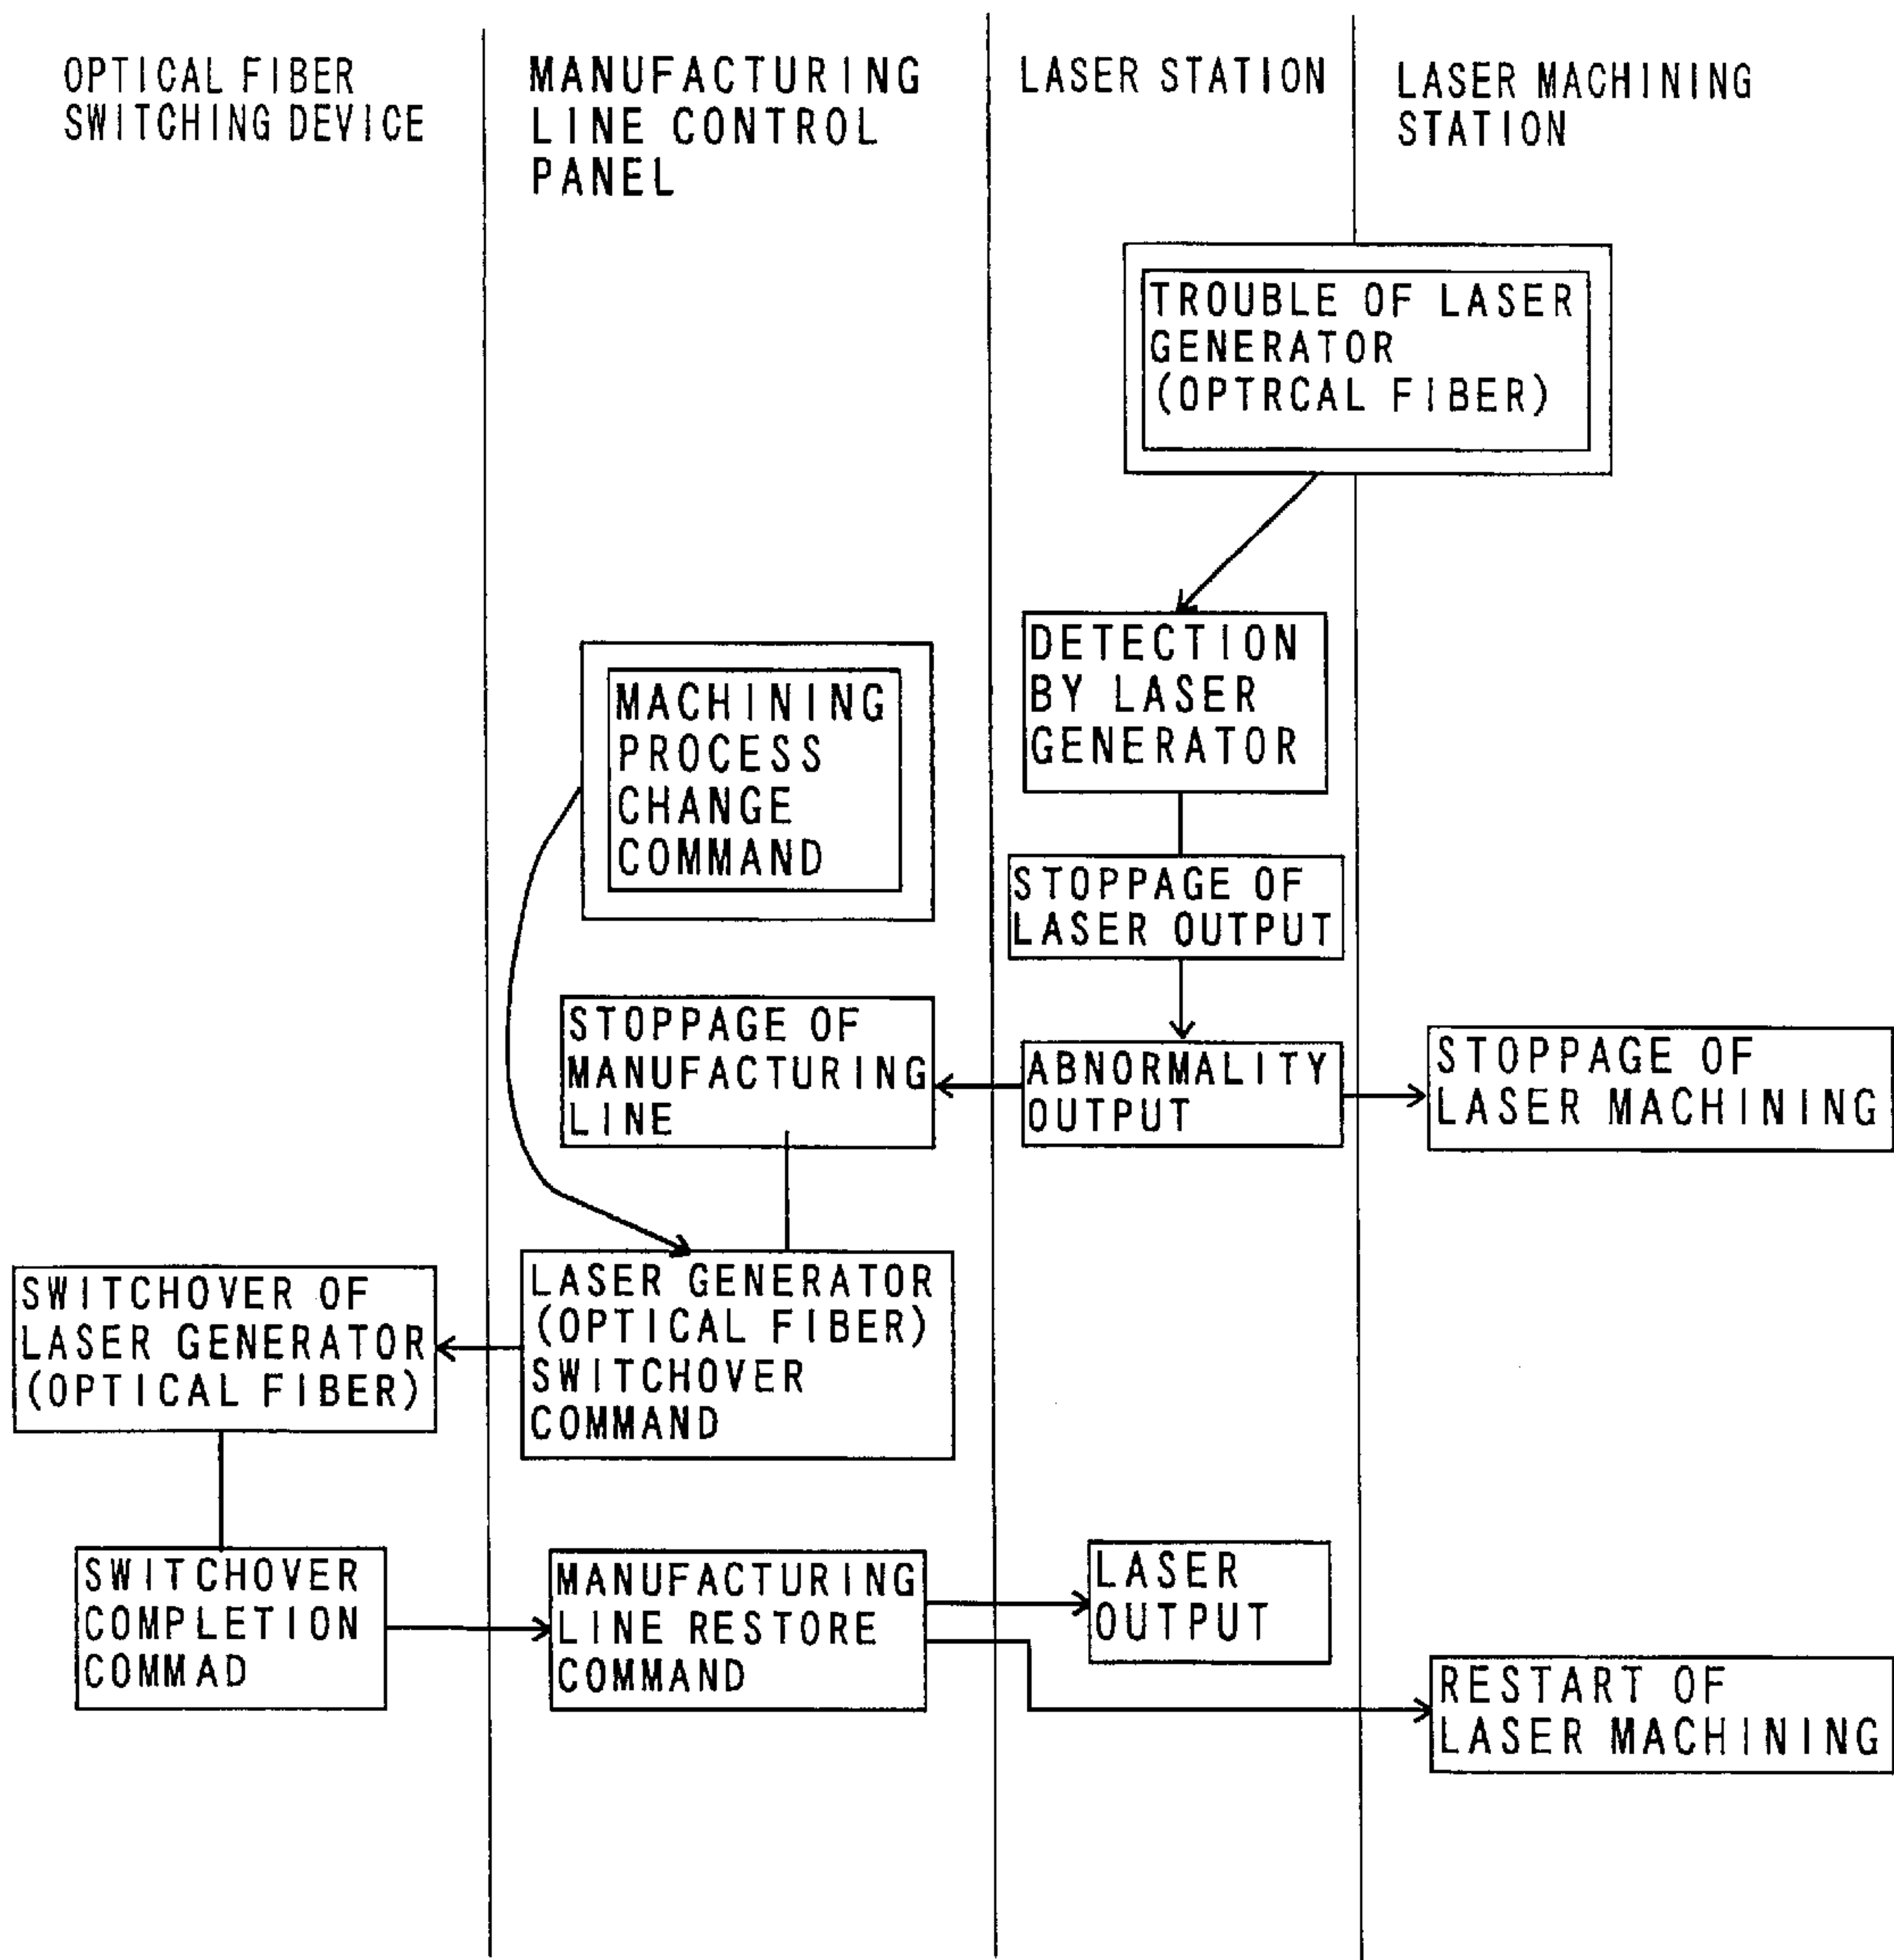 OPTICAL FIBER
SWITCHING DEVICE
MANUFACTURING
LINE CONTROL
PANEL
LASER STATION
LASER MACHINING
STATION
TROUBLE OF LASER
GENERATOR
(OPTRCAL FIBER)
DETECTION
BY LASER
GENERATOR
MACHINING
PROCESS
CHANGE
COMMAND
STOPPAGE OF
LASER OUTPUT
STOPPAGE OF
MANUFACTURING
LINE
ABNORMALITY
OUTPUT
STOPPAGE OF
LASER MACHINING
SWITCHOVER OF
LASER GENERATOR
(OPTICAL FIBER)
LASER GENERATOR
(OPTICAL FIBER)
SWITCHOVER
COMMAND
SWITCHOVER
COMPLETION
COMMAD
MANUFACTURING
LINE RESTORE
COMMAND
LASER
OUTPUT
RESTART OF
LASER MACHINING